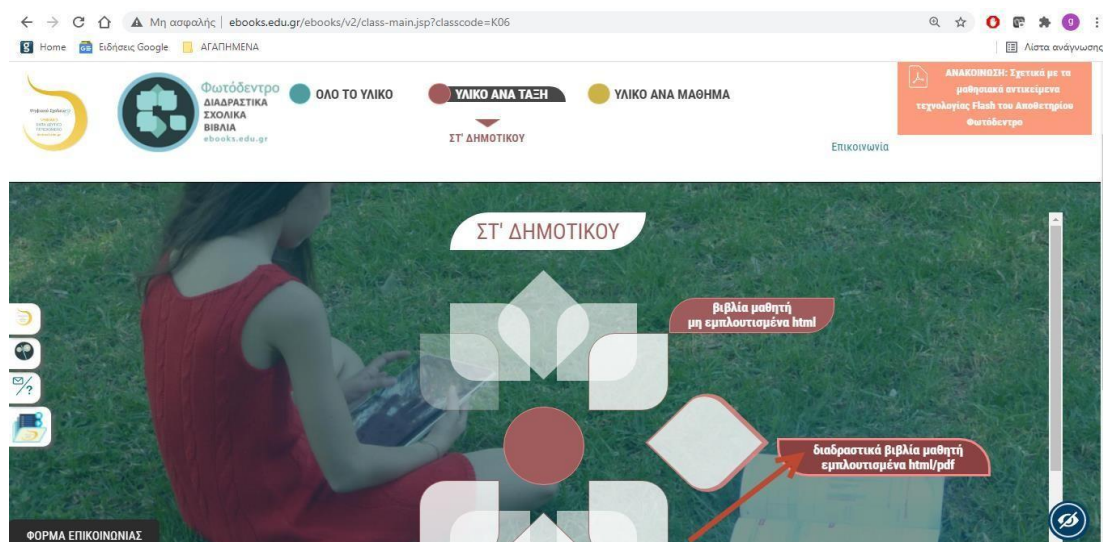 Μη ασφαλής | ebooks.edu.gr/ebooks/v2/class-main.jsp?classcode=K06
g
Home
GE Ειδήσεις Google
ΑΓΑΠΗΜΕΝΑ
Λίστα ανάγνωσης
Φωτόδεντρο
ΔΙΑΔΡΑΣΤΙΚΑ
ΣΧΟΛΙΚΑ
ΒΙΒΛΙΑ
ebooks.edu.gr
ΟΛΟ ΤΟ ΥΛΙΚΟ
ΥΛΙΚΟ ΑΝΑ ΤΑΞΗ
ΥΛΙΚΟ ΑΝΑ ΜΑΘΗΜΑ
ΣΤ' ΔΗΜΟΤΙΚΟΥ
ΑΝΑΚΟΙΝΩΣΗ: Σχετικά με τα
μαθησιακά αντικείμενα
τεχνολογίας Flash του Αποθετηρίου
Φωτόδεντρο
Επικοινωνία
ΣΤ' ΔΗΜΟΤΙΚΟΥ
βιβλία μαθητή
μη εμπλουτισμένα html
διαδραστικά βιβλία μαθητή
εμπλουτισμένα html/pdf
ΦΟΡΜΑ ΕΠΙΚΟΙΝΩΝΙΑΣ